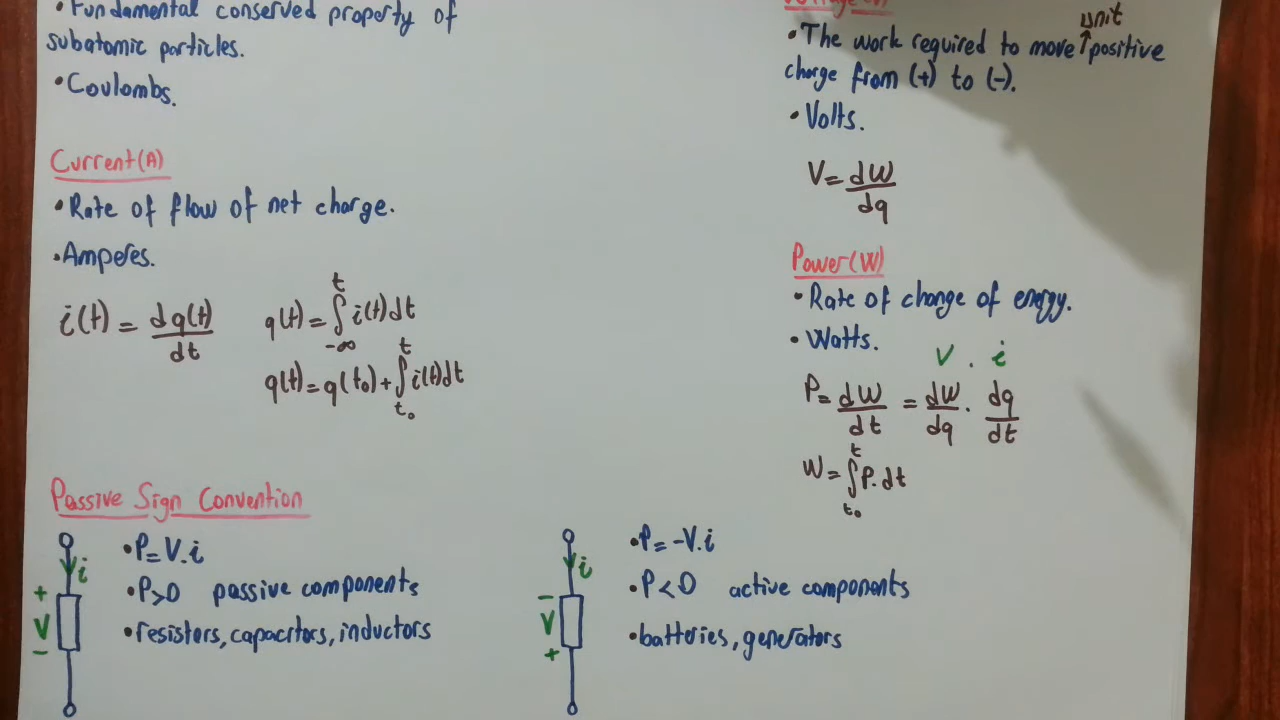 • Fundamental conserved property of
subatomic particles.
• Coulombs.
Current(A)
• Rate of flow of net charge.
• Amperes.
i(t) = dq(t)/dt
q(t) = ∫_{-∞}^{t} i(t)dt
q(t) = q(t₀) + ∫_{t₀}^{t} i(t)dt
Voltage(V)
unit
• The work required to move ↑ positive
charge from (+) to (-).
• Volts.
V = dW/dq
Power(W)
• Rate of change of energy.
• Watts.
V . i
P = dW/dt = dW/dq . dq/dt
W = ∫_{t₀}^{t} P. dt
Passive Sign Convention
i
+
V
-
• P=V.i
• P>0 passive components
• resisters, capacitors, inductors
i
-
V
+
• P= -V.i
• P<0 active components
• batteries, generators